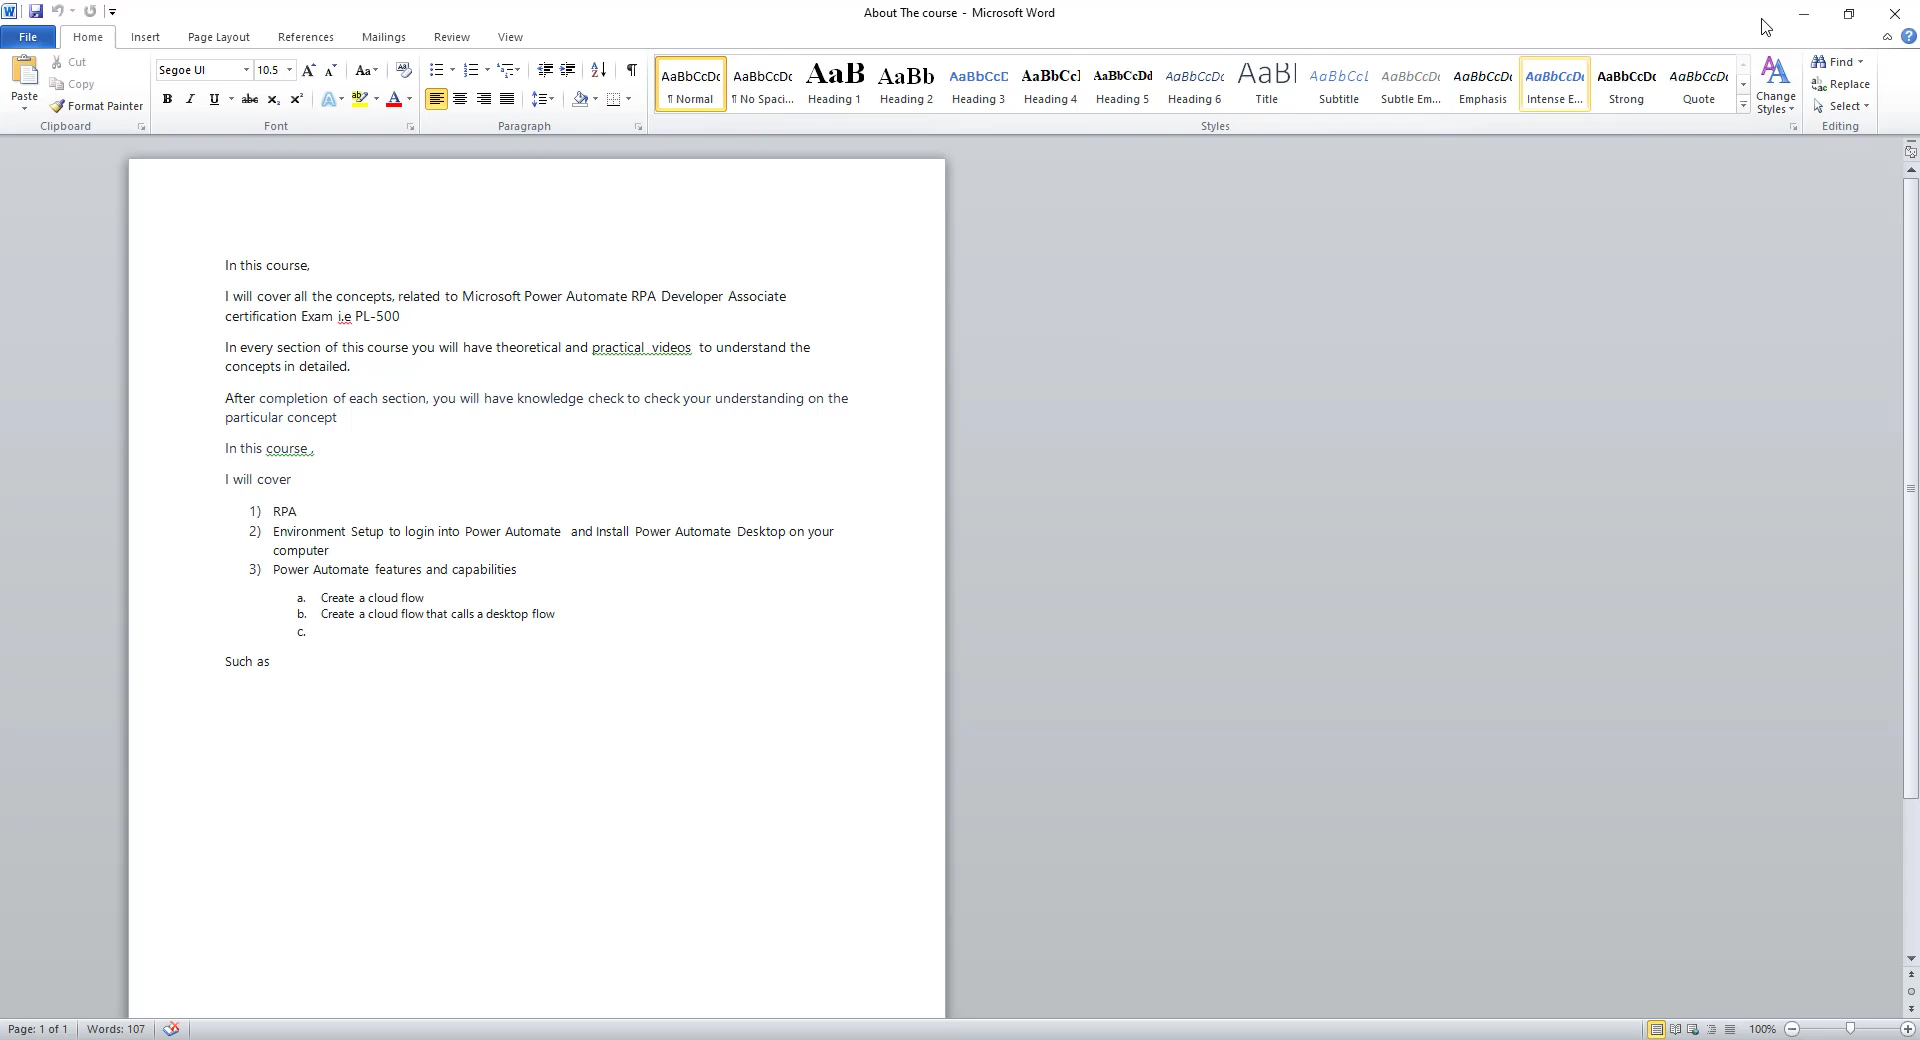 About The course - Microsoft Word
File Home Insert Page Layout References Mailings Review View
Paste Cut Copy Format Painter
Clipboard
Segoe UI 10.5
Font
Paragraph
AaBbCcDc AaBbCcDc AaB AaBb AaBbCcD AaBbCcI AaBbCcDd AaBbCcDc AaBl AaBbCcL AaBbCcDc AaBbCcDc AaBbCcDc AaBbCcDc AaBbCcDc
¶ Normal ¶ No Spaci... Heading 1 Heading 2 Heading 3 Heading 4 Heading 5 Heading 6 Title Subtitle Subtle Em... Emphasis Intense E... Strong Quote
Change Styles
Styles
Find
Replace
Select
Editing
In this course,
I will cover all the concepts, related to Microsoft Power Automate RPA Developer Associate
certification Exam i.e PL-500
In every section of this course you will have theoretical and practical videos to understand the
concepts in detailed.
After completion of each section, you will have knowledge check to check your understanding on the
particular concept
In this course ,
I will cover
1) RPA
2) Environment Setup to login into Power Automate and Install Power Automate Desktop on your
computer
3) Power Automate features and capabilities
a. Create a cloud flow
b. Create a cloud flow that calls a desktop flow
c.
Such as
Page: 1 of 1 Words: 107 100%